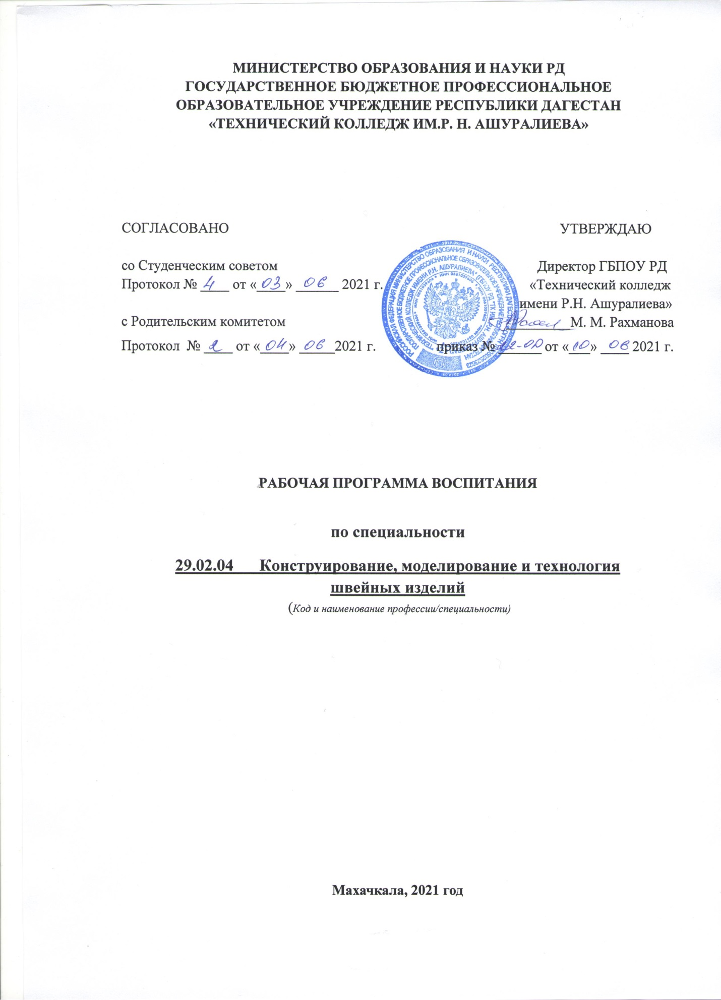 МИНИСТЕРСТВО ОБРАЗОВАНИЯ И НАУКИ РД
ГОСУДАРСТВЕННОЕ БЮДЖЕТНОЕ ПРОФЕССИОНАЛЬНОЕ
ОБРАЗОВАТЕЛЬНОЕ УЧРЕЖДЕНИЕ РЕСПУБЛИКИ ДАГЕСТАН
«ТЕХНИЧЕСКИЙ КОЛЛЕДЖ ИМ.Р. Н. АШУРАЛИЕВА»
СОГЛАСОВАНО
со Студенческим советом
Протокол № 4 от «03» 06 2021 г.
с Родительским комитетом
Протокол № 2 от «04» 06 2021 г.
УТВЕРЖДАЮ
Директор ГБПОУ РД
«Технический колледж
имени Р.Н. Ашуралиева»
М. М. Рахманова
приказ № от «10» 06 2021 г.
РОССИЙСКАЯ ФЕДЕРАЦИЯ МИНИСТЕРСТВО ОБРАЗОВАНИЯ И НАУКИ РЕСПУБЛИКИ ДАГЕСТАН
ГОСУДАРСТВЕННОЕ БЮДЖЕТНОЕ ПРОФЕССИОНАЛЬНОЕ ОБРАЗОВАТЕЛЬНОЕ УЧРЕЖДЕНИЕ РЕСПУБЛИКИ ДАГЕСТАН
"ТЕХНИЧЕСКИЙ КОЛЛЕДЖ ИМЕНИ Р.Н. АШУРАЛИЕВА" (ГБПОУ РД "ТК ИМ. Р.Н. АШУРАЛИЕВА")
ИНН 0561039606
РАБОЧАЯ ПРОГРАММА ВОСПИТАНИЯ
по специальности
29.02.04 Конструирование, моделирование и технология
швейных изделий
(Код и наименование профессии/специальности)
Махачкала, 2021 год